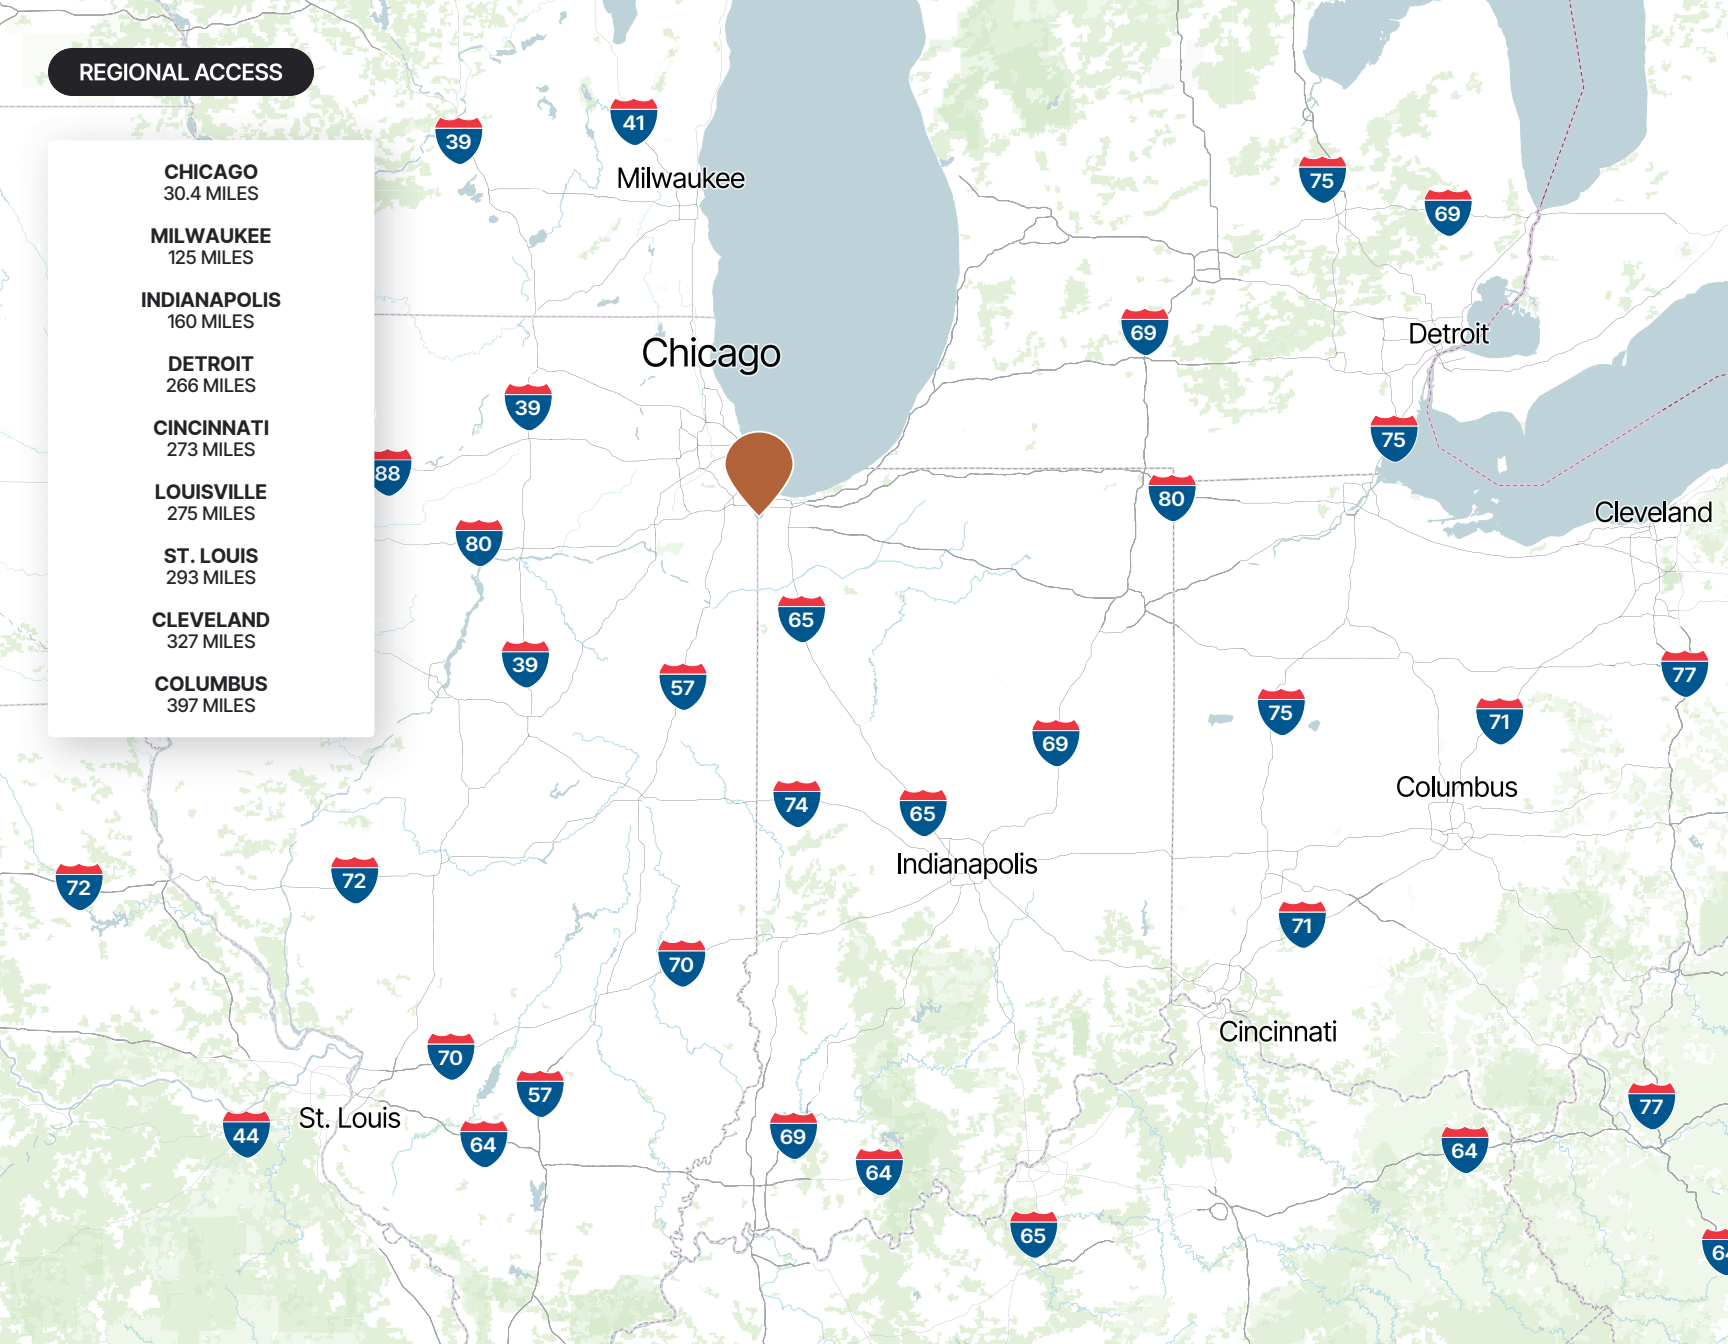 REGIONAL ACCESS
CHICAGO
30.4 MILES
MILWAUKEE
125 MILES
INDIANAPOLIS
160 MILES
DETROIT
266 MILES
CINCINNATI
273 MILES
LOUISVILLE
275 MILES
ST. LOUIS
293 MILES
CLEVELAND
327 MILES
COLUMBUS
397 MILES
41
39
Milwaukee
75
69
69
Detroit
Chicago
39
75
88
80
Cleveland
80
65
39
77
57
75
71
69
Columbus
74
65
Indianapolis
72
72
71
70
Cincinnati
70
57
77
St. Louis
44
69
64
64
64
65
64